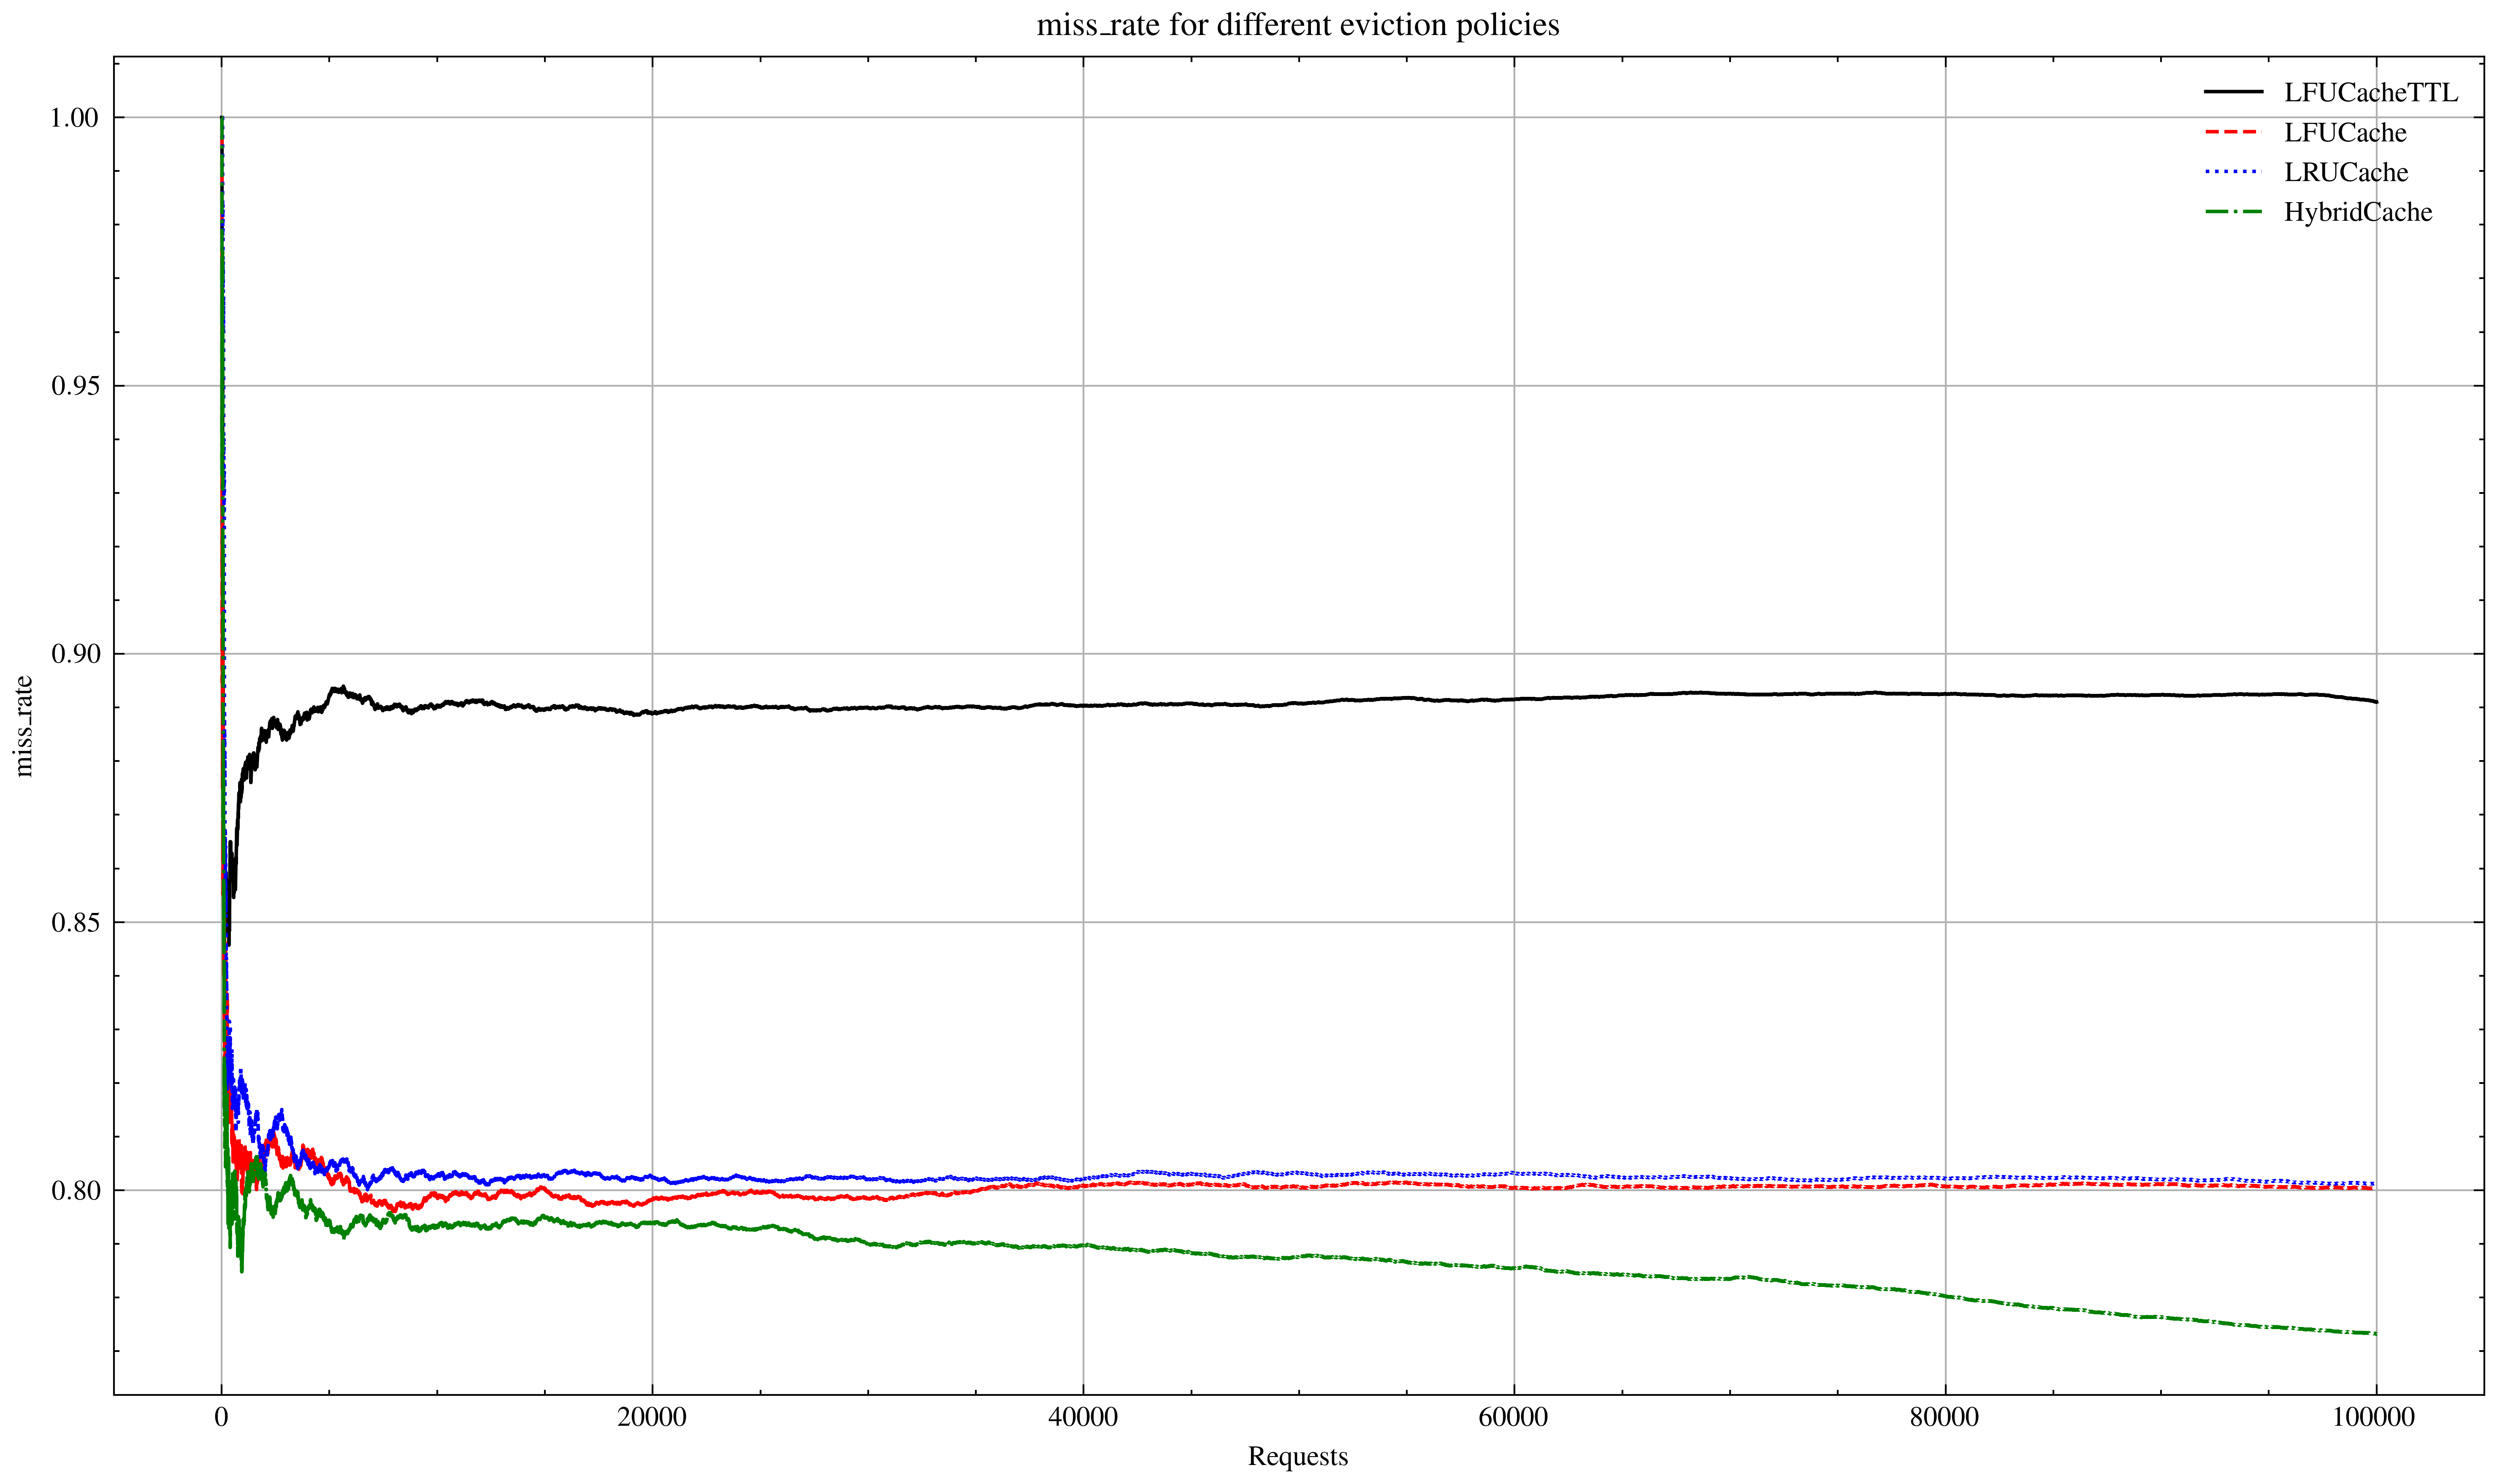 miss_rate for different eviction policies
LFUCacheTTL
LFUCache
LRUCache
HybridCache
1.00
0.95
0.90
0.85
0.80
miss_rate
0 20000 40000 60000 80000 100000
Requests